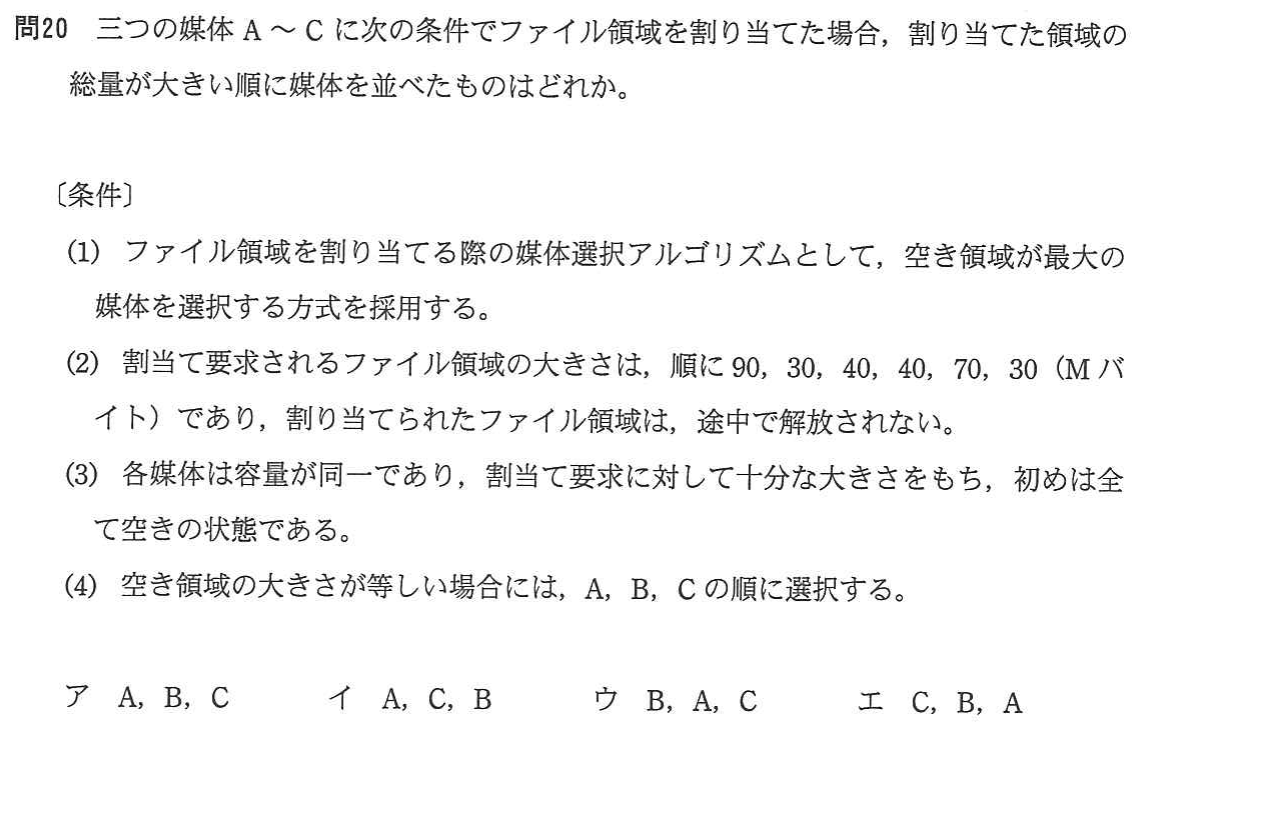 問20 三つの媒体 A ～ C に次の条件でファイル領域を割り当てた場合，割り当てた領域の
総量が大きい順に媒体を並べたものはどれか。
〔条件〕
(1) ファイル領域を割り当てる際の媒体選択アルゴリズムとして，空き領域が最大の
媒体を選択する方式を採用する。
(2) 割当て要求されるファイル領域の大きさは，順に 90，30，40，40，70，30（M バ
イト）であり，割り当てられたファイル領域は，途中で解放されない。
(3) 各媒体は容量が同一であり，割当て要求に対して十分な大きさをもち，初めは全
て空きの状態である。
(4) 空き領域の大きさが等しい場合には，A，B，C の順に選択する。
ア A，B，C イ A，C，B ウ B，A，C エ C，B，A